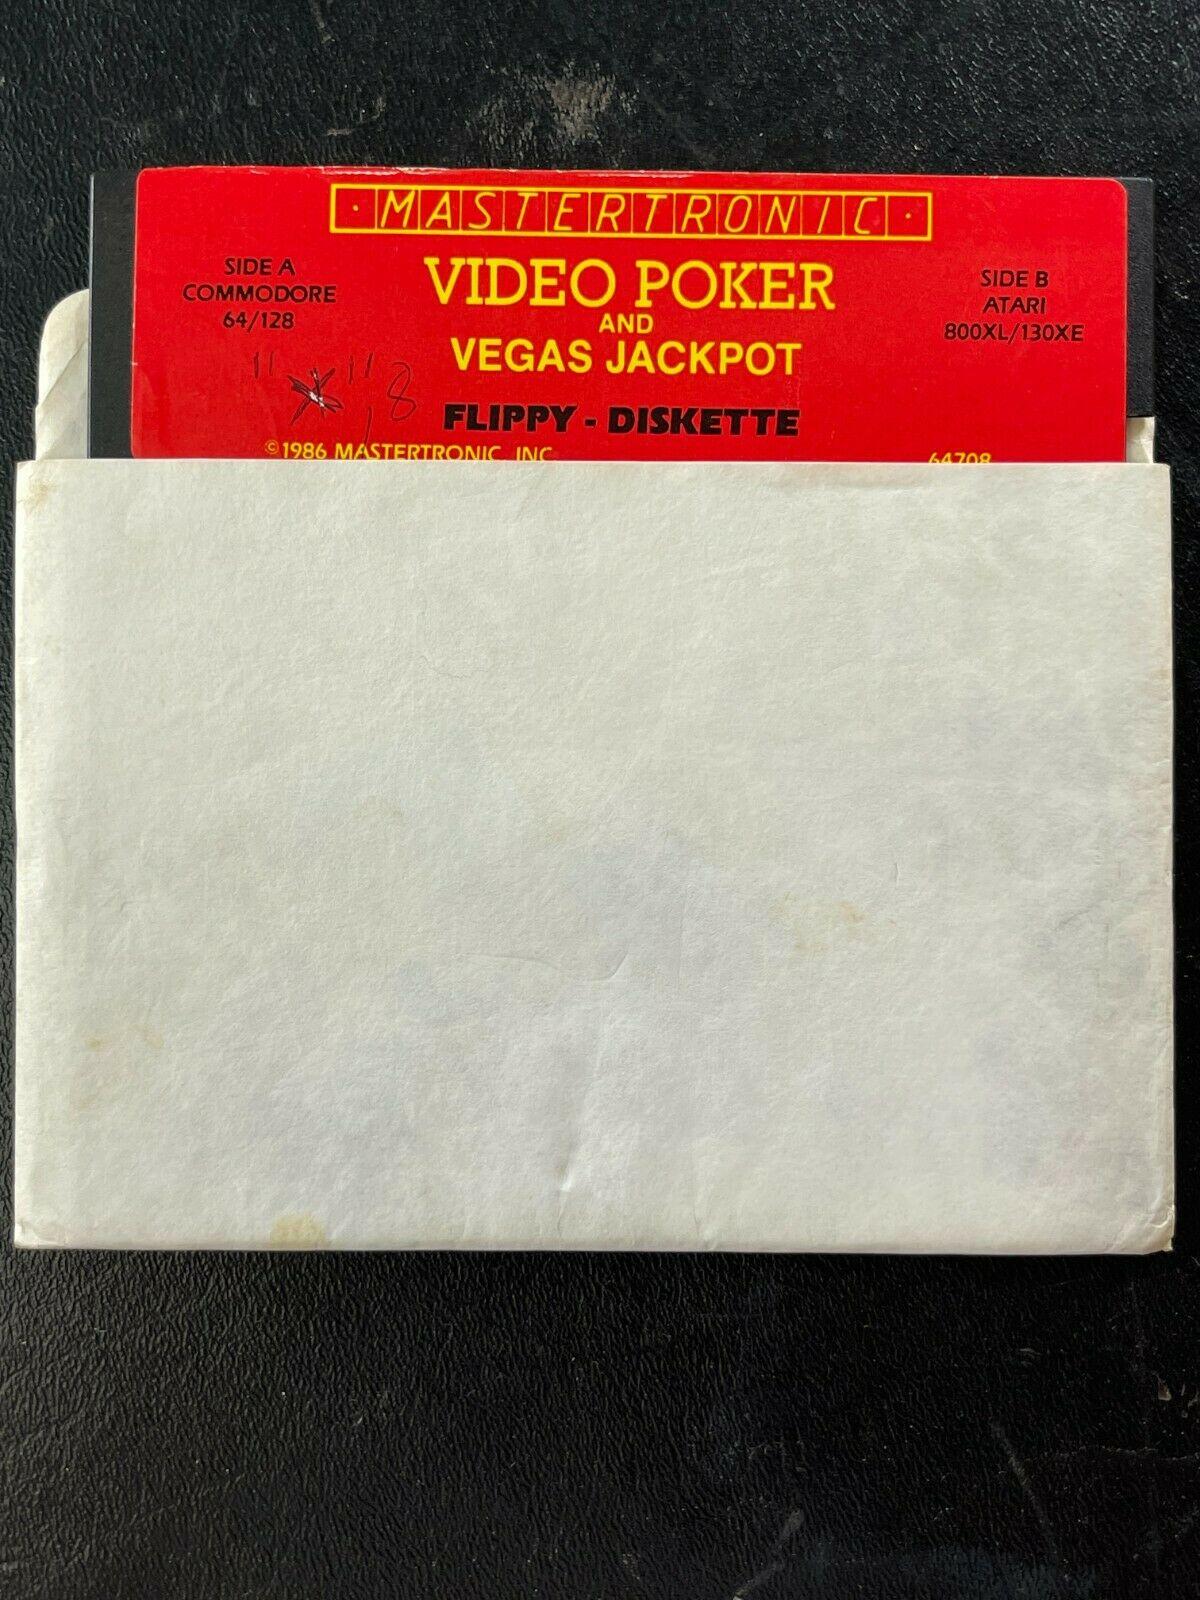 · MASTERTRONIC ·
SIDE A
COMMODORE
64/128
VIDEO POKER
AND
VEGAS JACKPOT
SIDE B
ATARI
800XL/130XE
"*",8
FLIPPY - DISKETTE
©1986 MASTERTRONIC, INC.
64708